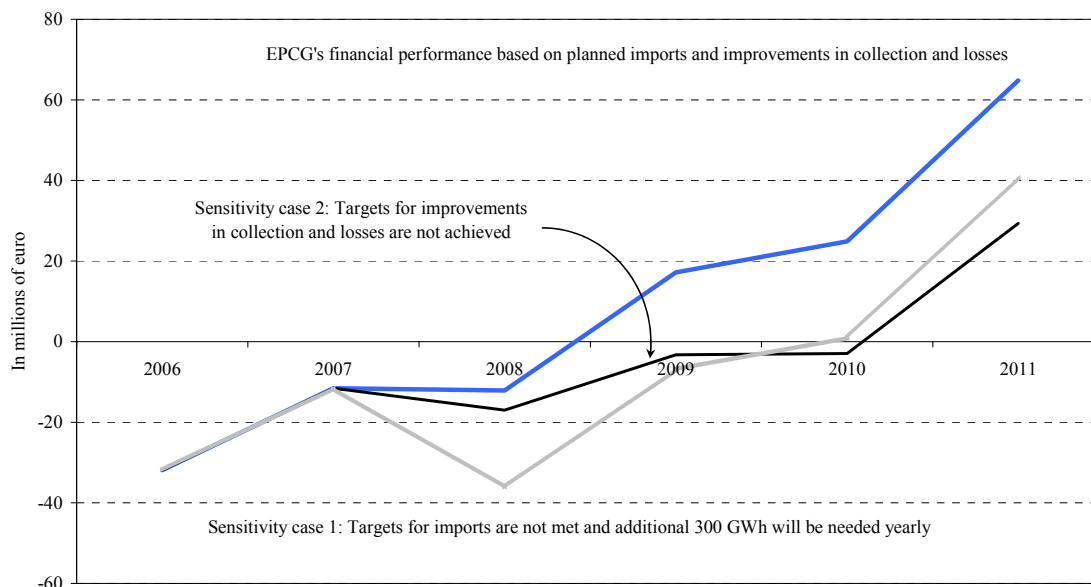 80
EPCG's financial performance based on planned imports and improvements in collection and losses
60
40
Sensitivity case 2: Targets for improvements
in collection and losses are not achieved
20
In millions of euro
0
2006 2007 2008 2009 2010 2011
-20
-40
Sensitivity case 1: Targets for imports are not met and additional 300 GWh will be needed yearly
-60